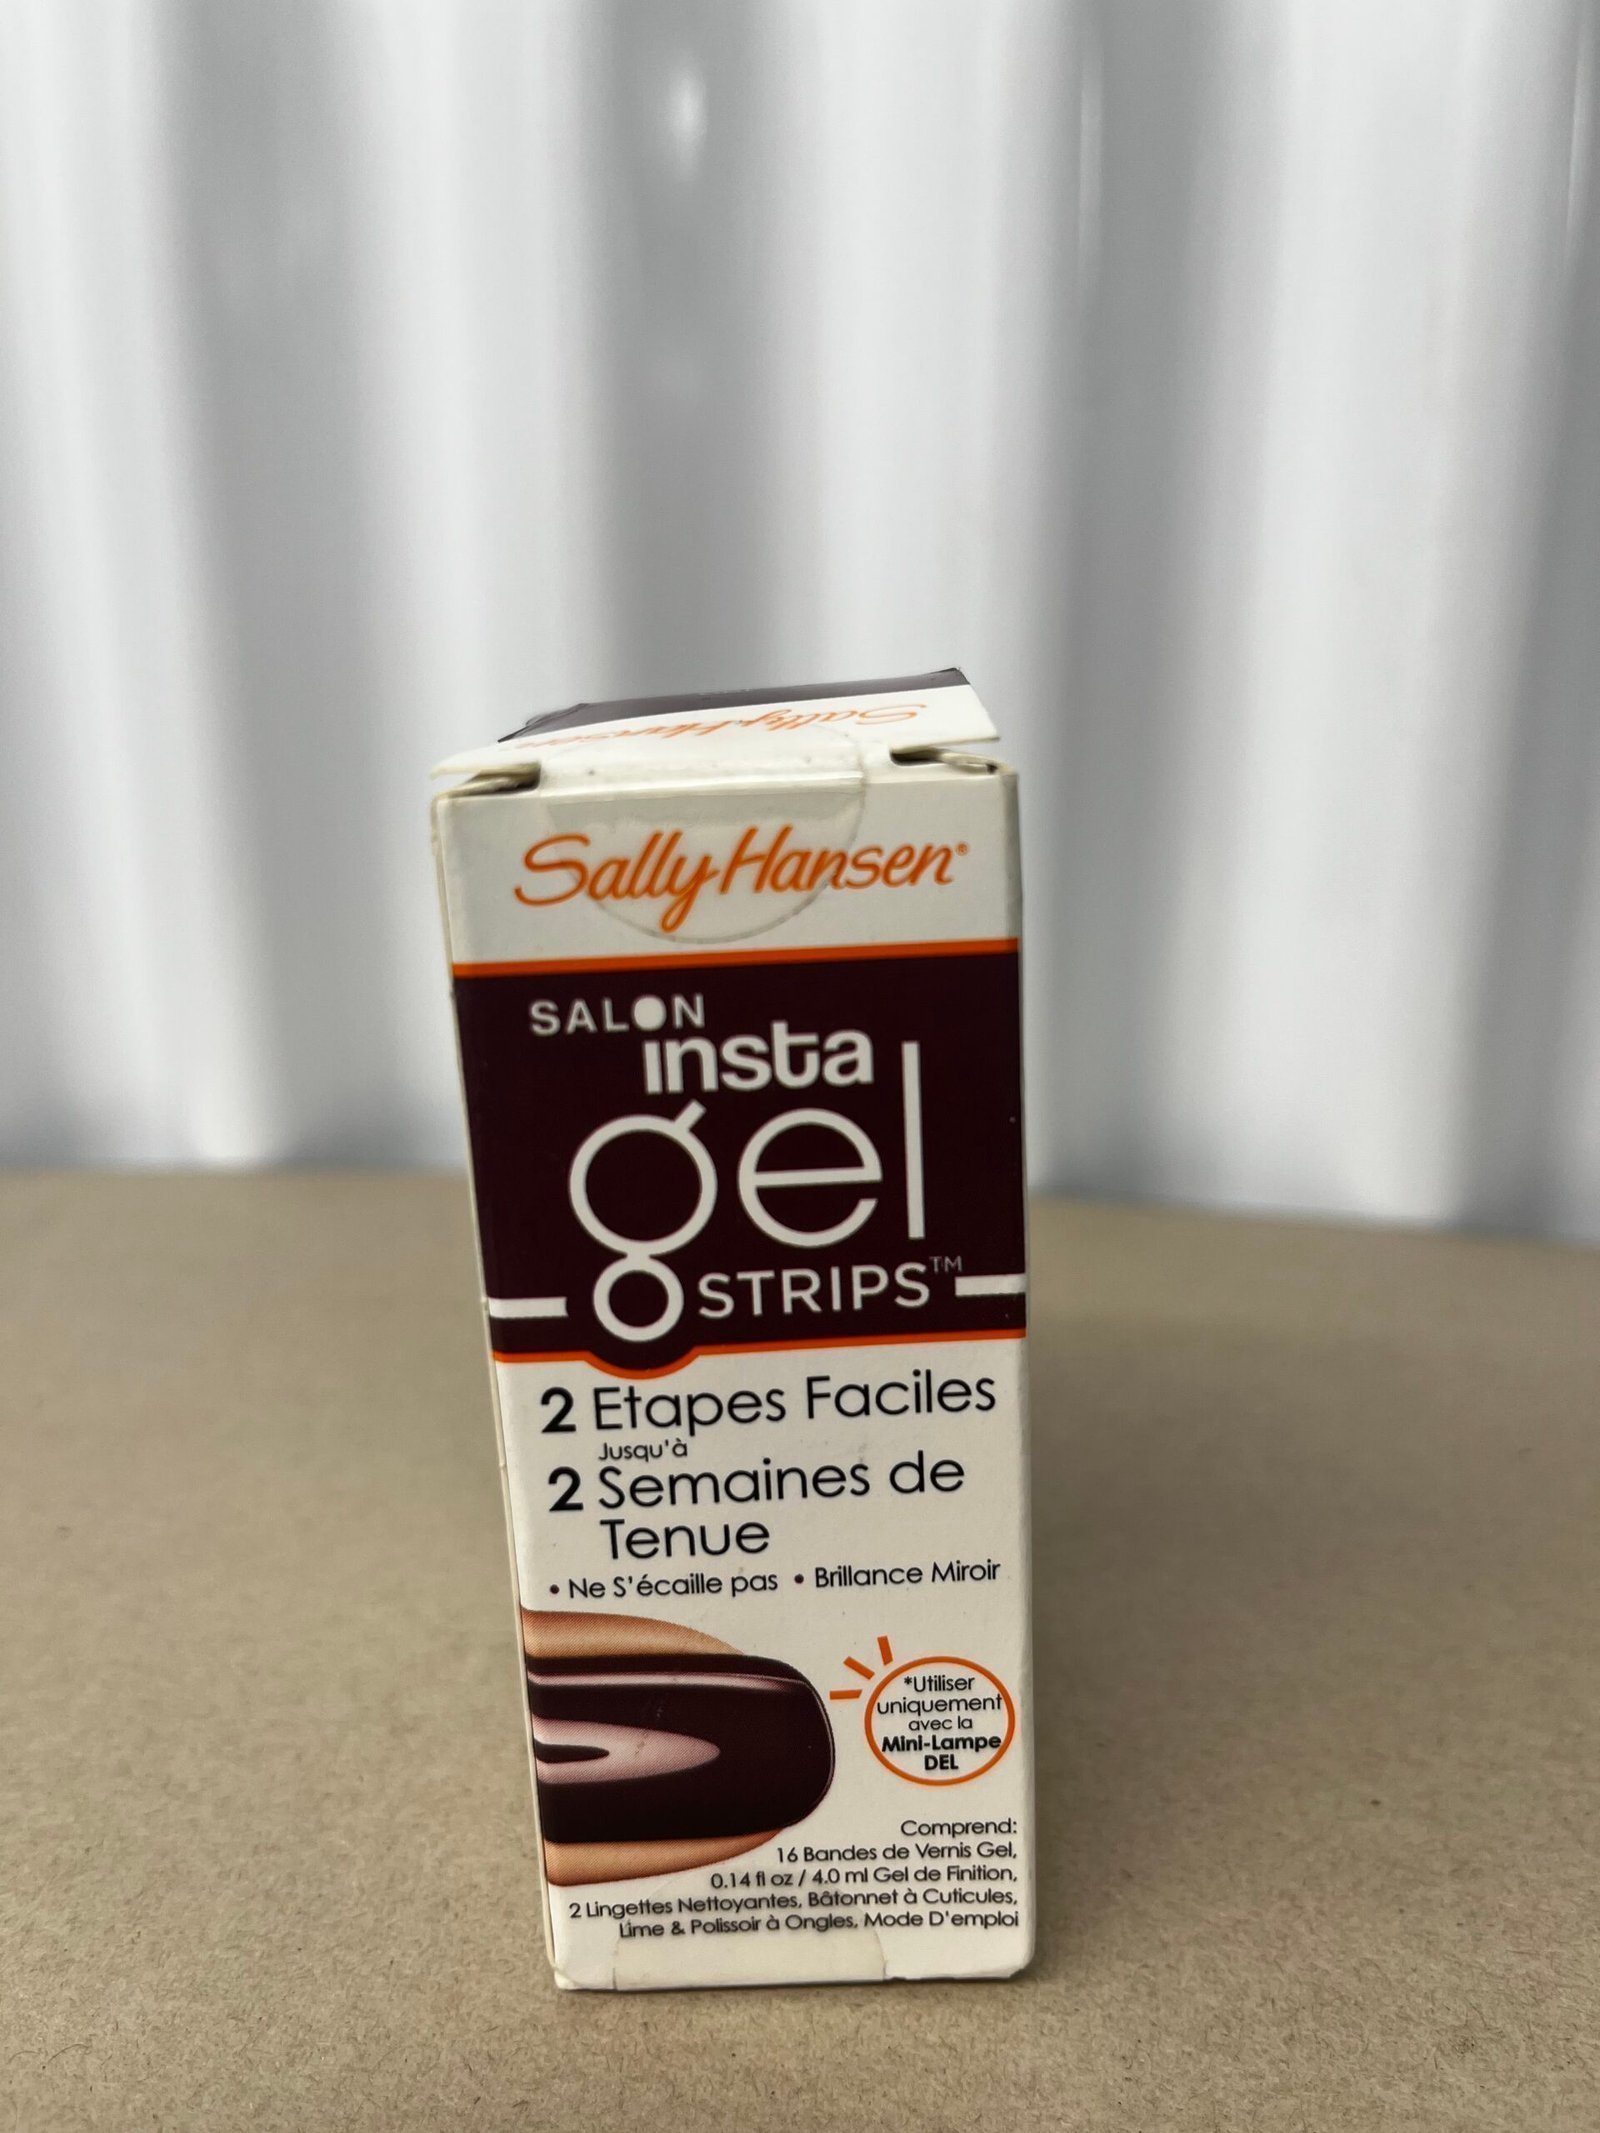 Sally Hansen
Sally Hansen®
SALON
insta
gel
STRIPS™
2 Etapes Faciles
Jusqu'à
2 Semaines de
Tenue
• Ne S'écaille pas • Brillance Miroir
*Utiliser
uniquement
avec la
Mini-Lampe
DEL
Comprend:
16 Bandes de Vernis Gel,
0.14 fl oz / 4.0 ml Gel de Finition,
2 Lingettes Nettoyantes, Bâtonnet à Cuticules,
Lime & Polissoir à Ongles, Mode D'emploi